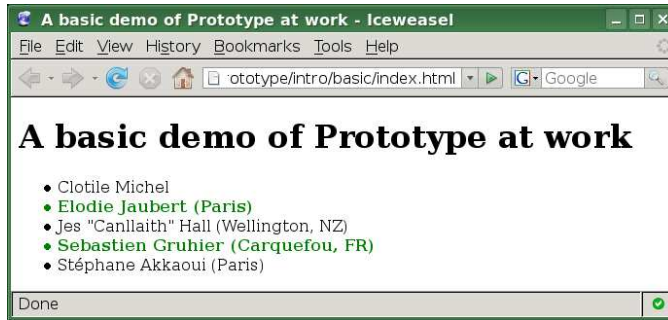 A basic demo of Prototype at work - Iceweasel
File Edit View History Bookmarks Tools Help
ototype/intro/basic/index.html G Google
A basic demo of Prototype at work
Clotile Michel
Elodie Jaubert (Paris)
Jes "Canllaith" Hall (Wellington, NZ)
Sebastien Gruhier (Carquefou, FR)
Stéphane Akkaoui (Paris)
Done